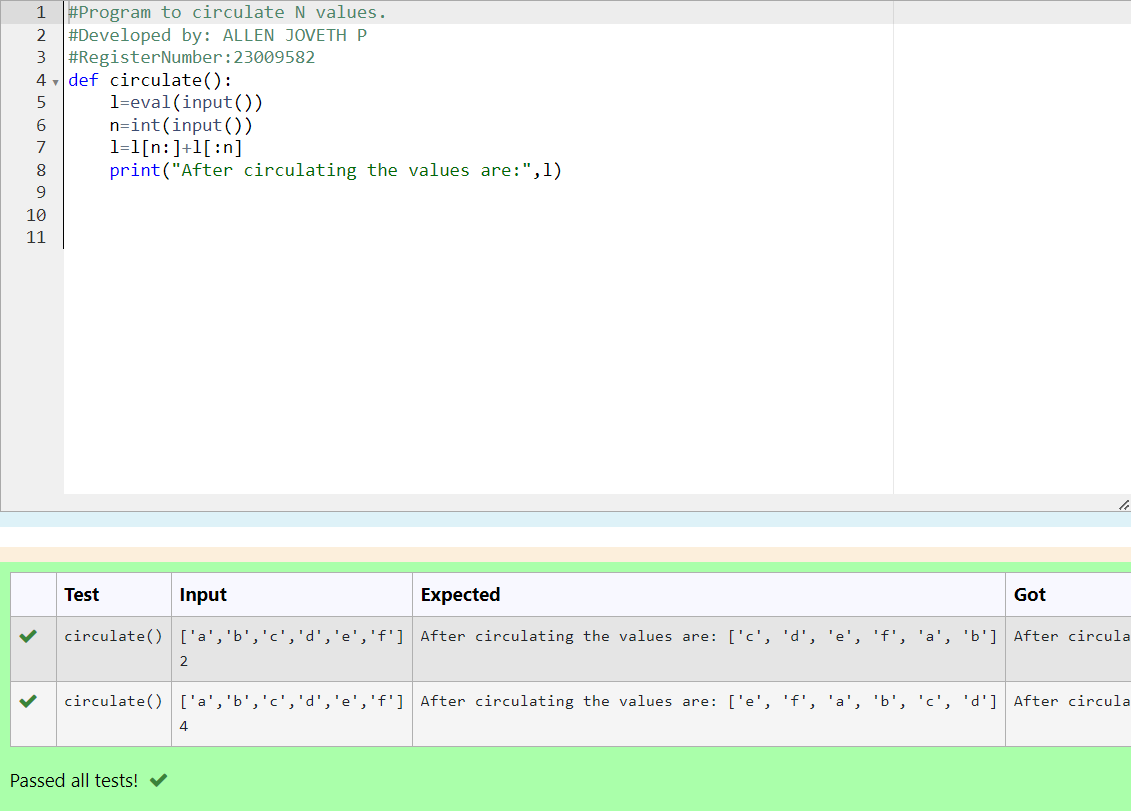 1 #Program to circulate N values.
2 #Developed by: ALLEN JOVETH P
3 #RegisterNumber:23009582
4 def circulate():
5     l=eval(input())
6     n=int(input())
7     l=l[n:]+l[:n]
8     print("After circulating the values are:",l)
9
10
11
Test Input Expected Got
circulate() ['a','b','c','d','e','f'] After circulating the values are: ['c', 'd', 'e', 'f', 'a', 'b'] After circula
2
circulate() ['a','b','c','d','e','f'] After circulating the values are: ['e', 'f', 'a', 'b', 'c', 'd'] After circula
4
Passed all tests!